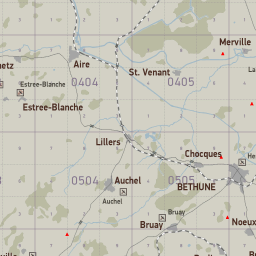 Merville
Aire
St. Venant
0404
0405
Estree-Blanche
Estree-Blanche
Lillers
Chocques
0504
0505
Auchel
BETHUNE
Auchel
Bruay
Bruay
Noeux